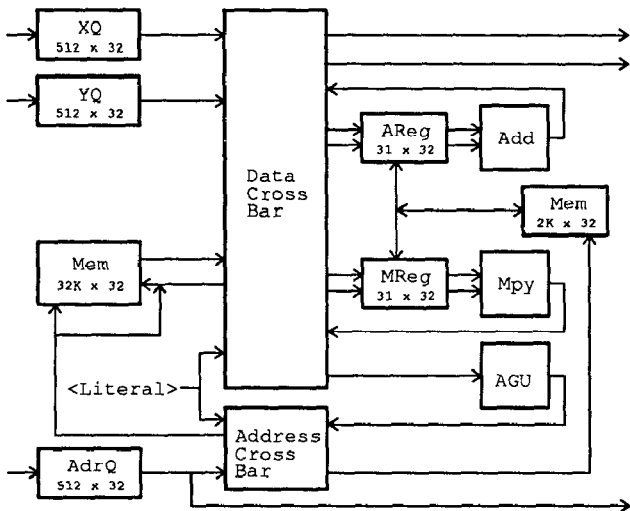 XQ
512 x 32
YQ
512 x 32
Data
Cross
Bar
AReg
31 x 32
Add
Mem
2K x 32
Mem
32K x 32
MReg
31 x 32
Mpy
AGU
<Literal>
Address
Cross
Bar
AdrQ
512 x 32